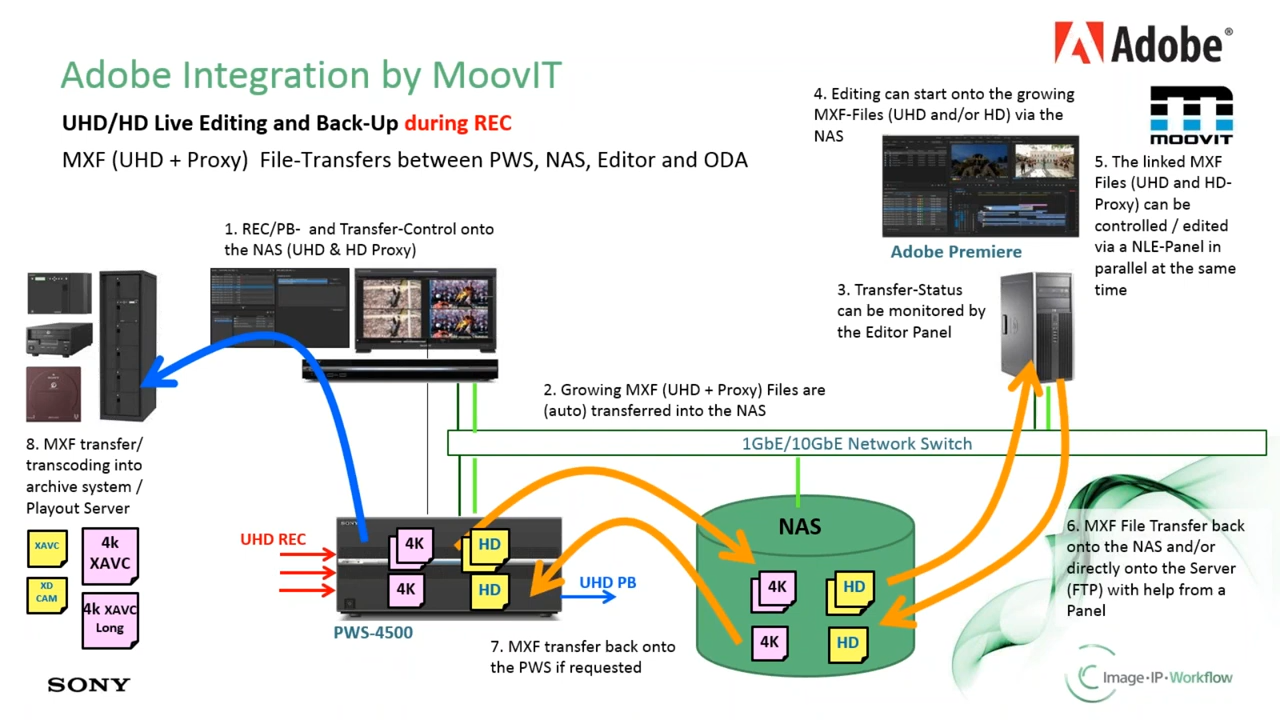 Adobe®
Adobe Integration by MoovIT
UHD/HD Live Editing and Back-Up during REC
MXF (UHD + Proxy) File-Transfers between PWS, NAS, Editor and ODA
4. Editing can start onto the growing
MXF-Files (UHD and/or HD) via the
NAS
MOOVIT
5. The linked MXF
Files (UHD and HD-
Proxy) can be
controlled / edited
via a NLE-Panel in
parallel at the same
time
Adobe Premiere
1. REC/PB- and Transfer-Control onto
the NAS (UHD & HD Proxy)
3. Transfer-Status
can be monitored by
the Editor Panel
2. Growing MXF (UHD + Proxy) Files are
(auto) transferred into the NAS
1GbE/10GbE Network Switch
8. MXF transfer/
transcoding into
archive system /
Playout Server
XAVC
4k
XAVC
XD
CAM
4k XAVC
Long
SONY
UHD REC
SONY
4K
HD
4K
HD
UHD PB
PWS-4500
7. MXF transfer back onto
the PWS if requested
NAS
4K
HD
4K
HD
6. MXF File Transfer back
onto the NAS and/or
directly onto the Server
(FTP) with help from a
Panel
Image·IP·Workflow